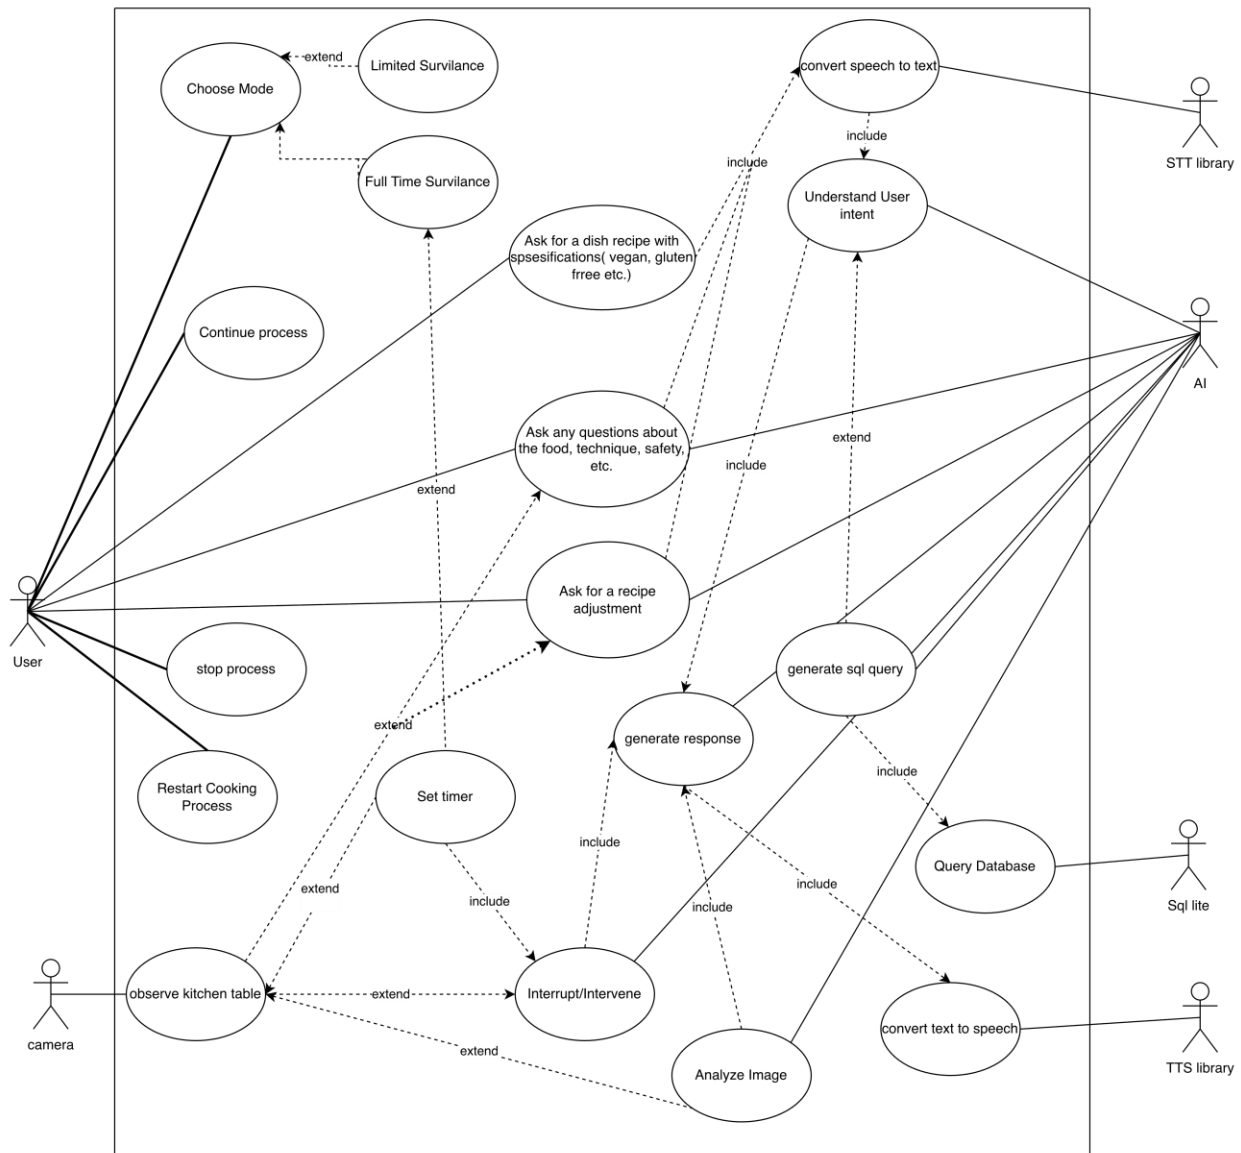 extend
Limited Survilance
Choose Mode
convert speech to text
include
STT library
include
Full Time Survilance
Understand User
intent
Ask for a dish recipe with
spsesifications( vegan, gluten
frree etc.)
Continue process
AI
Ask any questions about
the food, technique, safety,
etc.
extend
include
extend
Ask for a recipe
adjustment
User
stop process
generate sql query
extend
generate response
include
Restart Cooking
Process
Set timer
include
Query Database
include
extend
include
include
Sql lite
observe kitchen table
extend
Interrupt/Intervene
convert text to speech
camera
extend
Analyze Image
TTS library